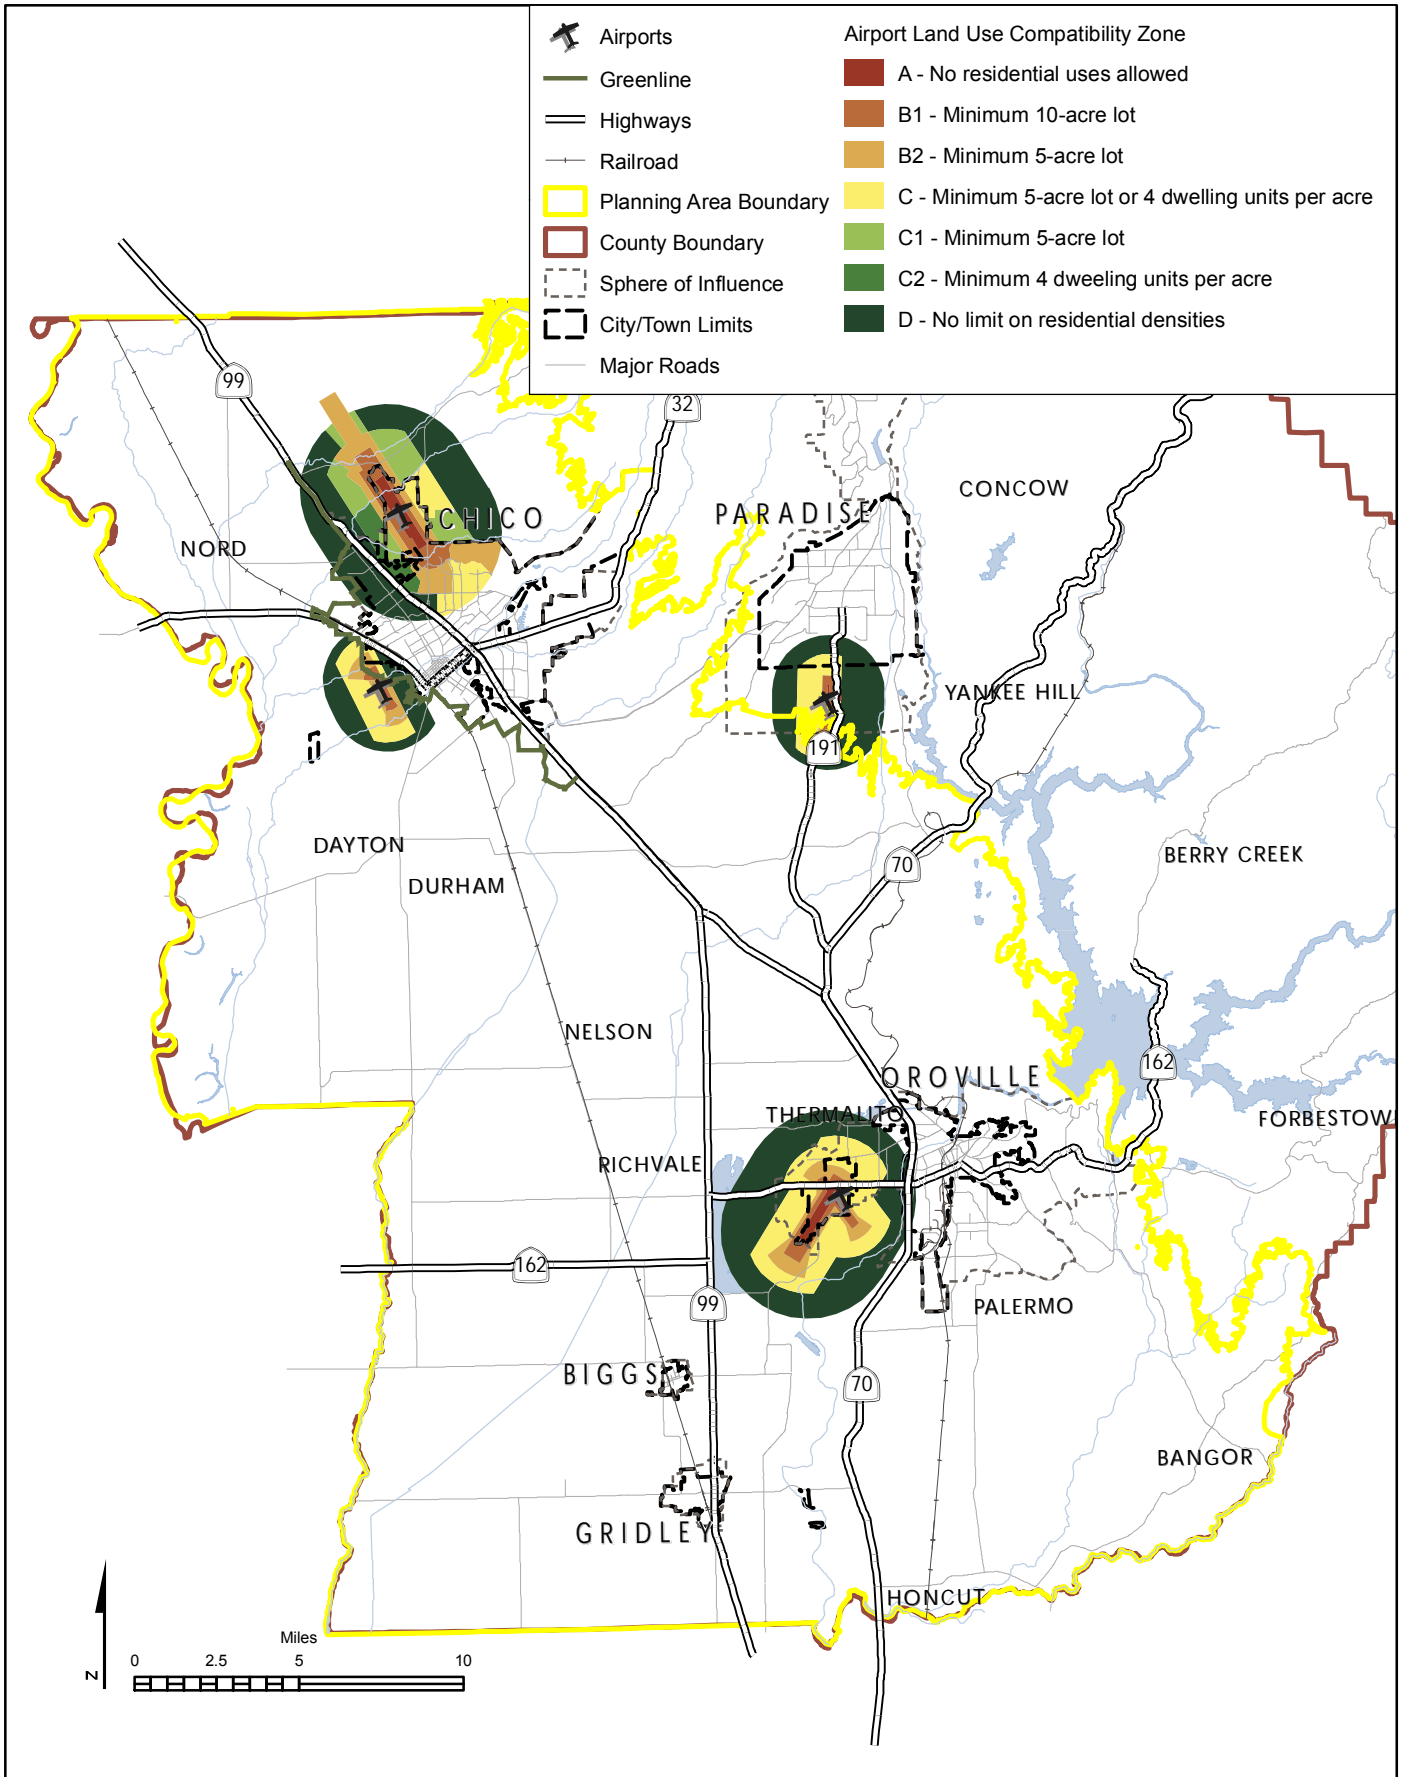 Airports
Greenline
Highways
Railroad
Planning Area Boundary
County Boundary
Sphere of Influence
City/Town Limits
Major Roads
Airport Land Use Compatibility Zone
A - No residential uses allowed
B1 - Minimum 10-acre lot
B2 - Minimum 5-acre lot
C - Minimum 5-acre lot or 4 dwelling units per acre
C1 - Minimum 5-acre lot
C2 - Minimum 4 dweeling units per acre
D - No limit on residential densities
99
32
CONCOW
PARADISE
CHICO
NORD
YANKEE HILL
191
DAYTON
BERRY CREEK
70
DURHAM
NELSON
162
OROVILLE
THERMALITO
FORBESTOW
RICHVALE
162
99
PALERMO
BIGGS
70
BANGOR
GRIDLEY
HONCUT
Miles
0 2.5 5 10
N